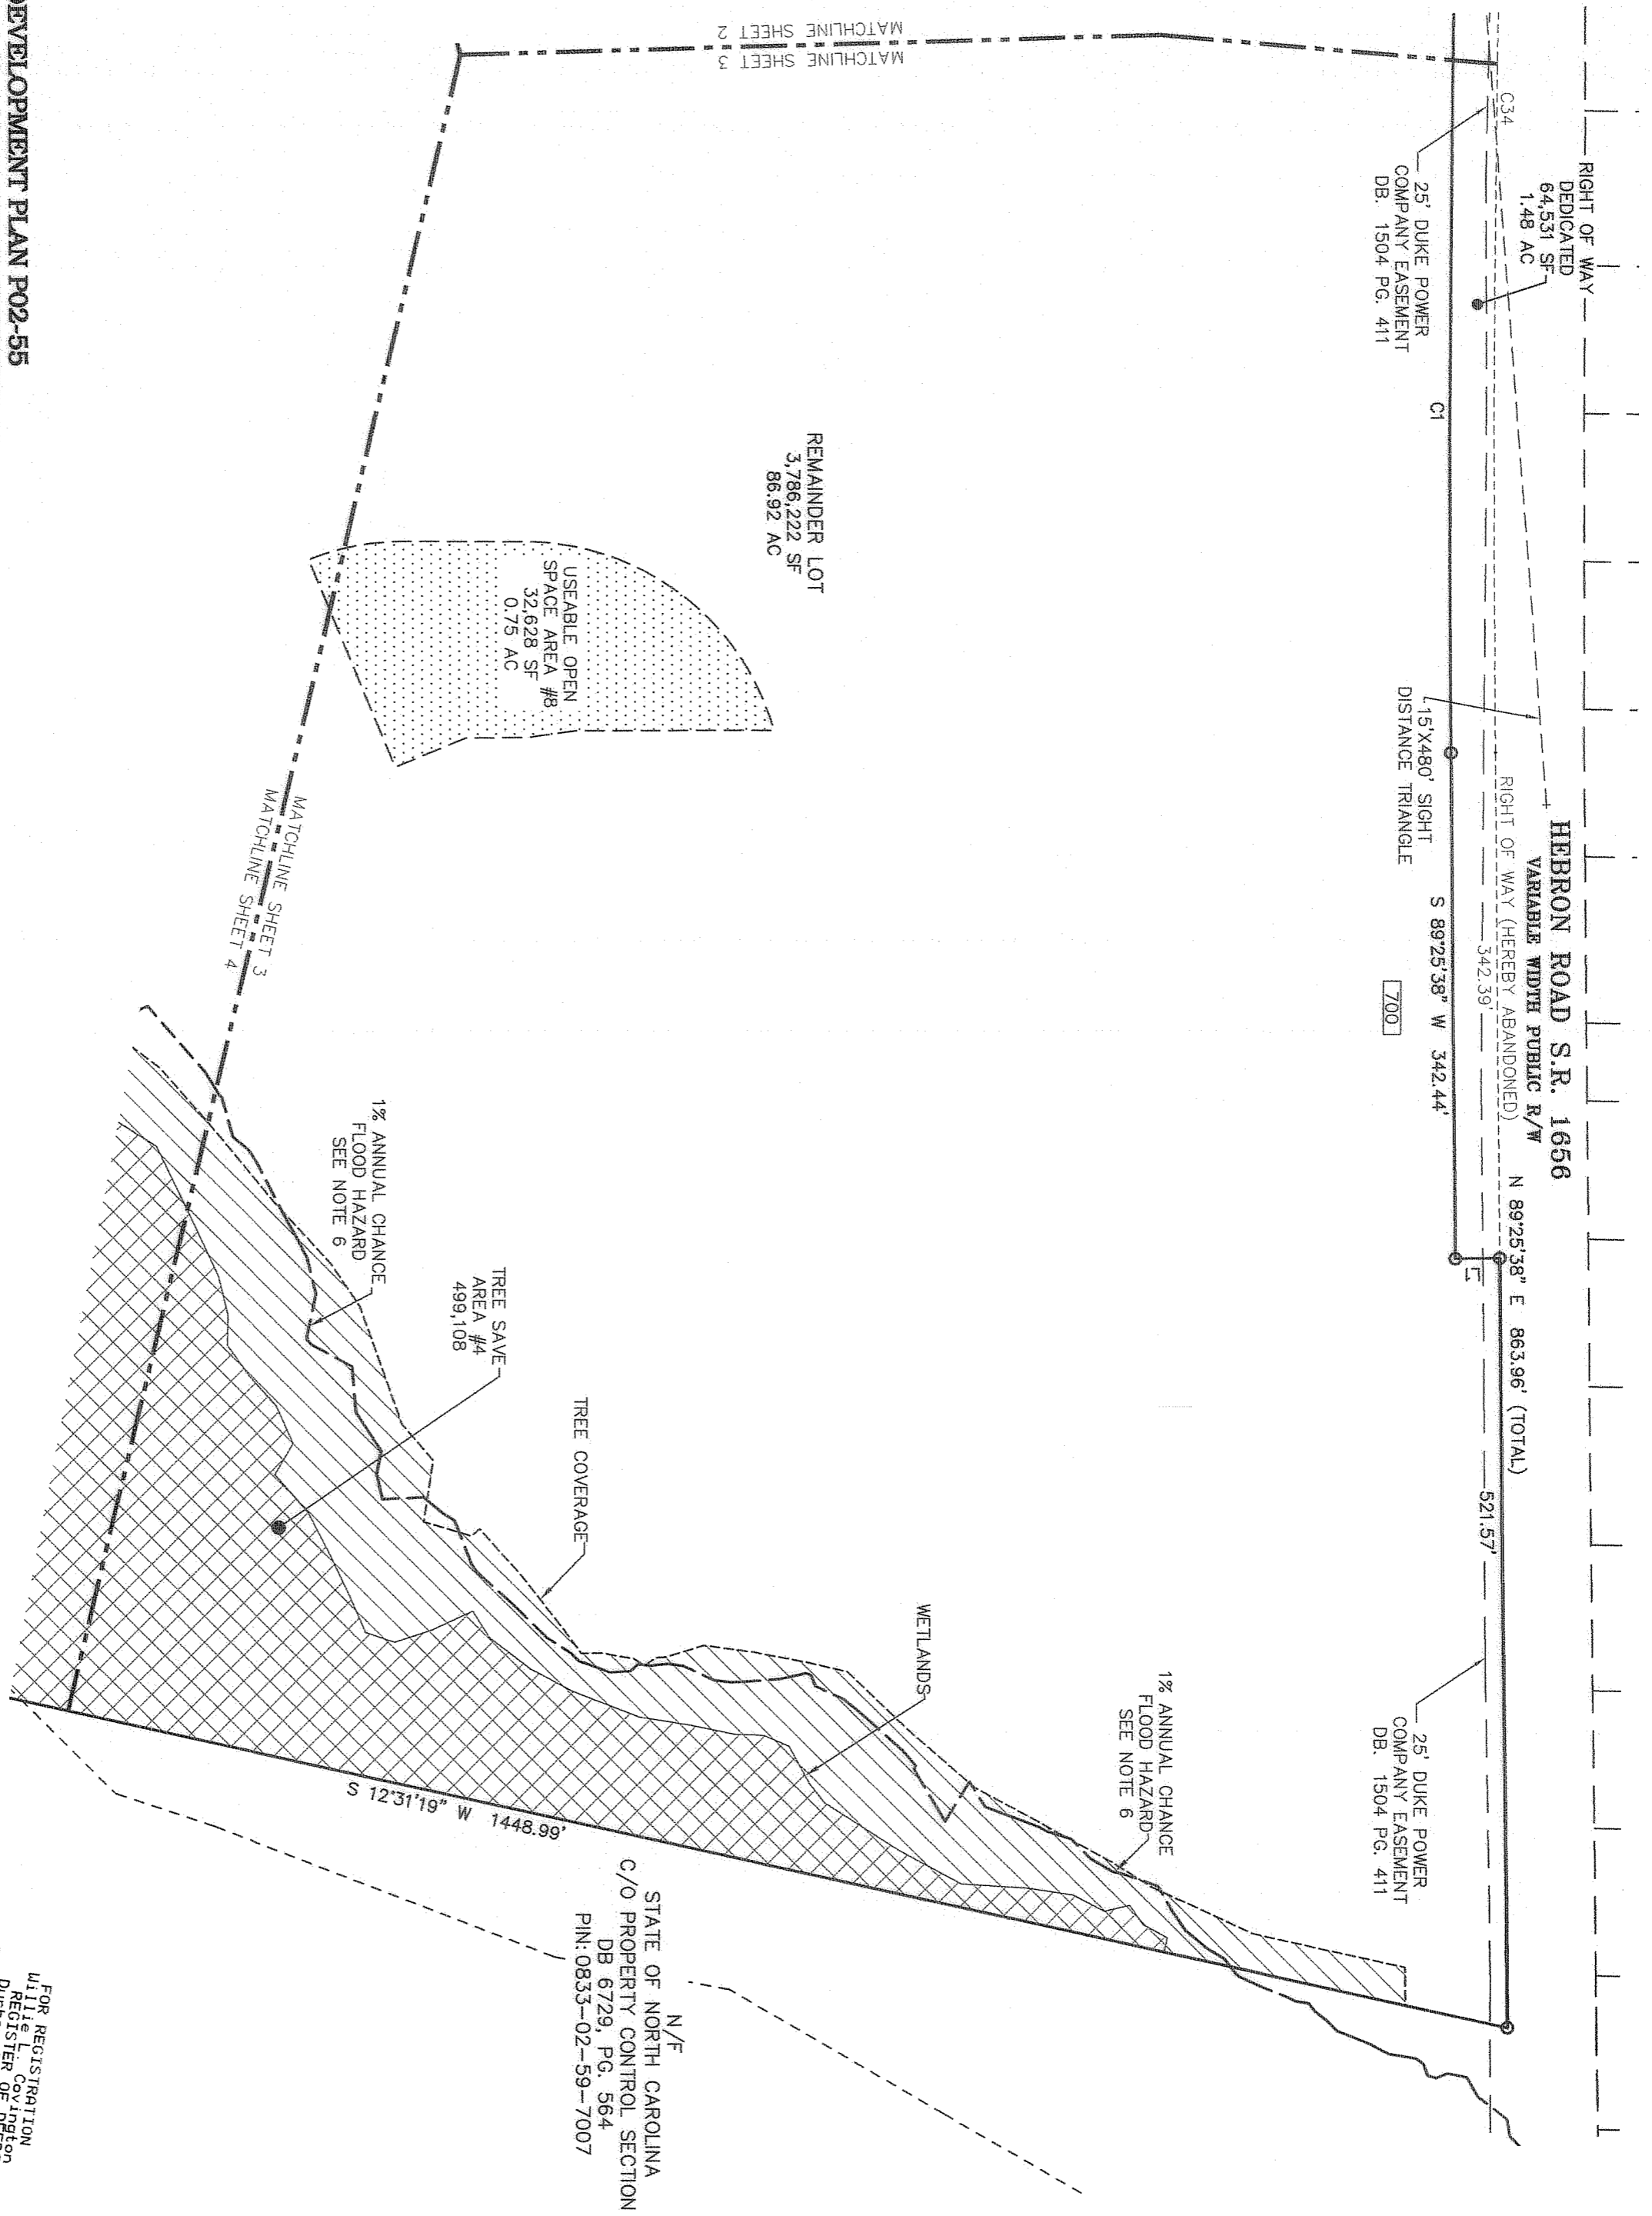 RIGHT OF WAY
DEDICATED
64,531 SF
1.48 AC
C34
25' DUKE POWER
COMPANY EASEMENT
DB. 1504 PG. 411
C1
HEBRON ROAD S.R. 1656
VARIABLE WIDTH PUBLIC R/W
RIGHT OF WAY (HEREBY ABANDONED)
342.39'
15'X480' SIGHT
DISTANCE TRIANGLE
S 89°25'38" W 342.44'
700
N 89°25'38" E 863.96' (TOTAL)
L1
521.57'
25' DUKE POWER
COMPANY EASEMENT
DB. 1504 PG. 411
MATCHLINE SHEET 2
MATCHLINE SHEET 3
REMAINDER LOT
3,786,222 SF
86.92 AC
USEABLE OPEN
SPACE AREA #8
32,628 SF
0.75 AC
MATCHLINE SHEET 3
MATCHLINE SHEET 4
1% ANNUAL CHANCE
FLOOD HAZARD
SEE NOTE 6
WETLANDS
TREE COVERAGE
TREE SAVE
AREA #4
499,108
1% ANNUAL CHANCE
FLOOD HAZARD
SEE NOTE 6
S 12°31'19" W 1448.99'
N/F
STATE OF NORTH CAROLINA
C/O PROPERTY CONTROL SECTION
DB 6729, PG. 564
PIN: 0833-02-59-7007
DEVELOPMENT PLAN P02-55
FOR REGISTRATION
Willie L. Covington
REGISTER OF DEEDS